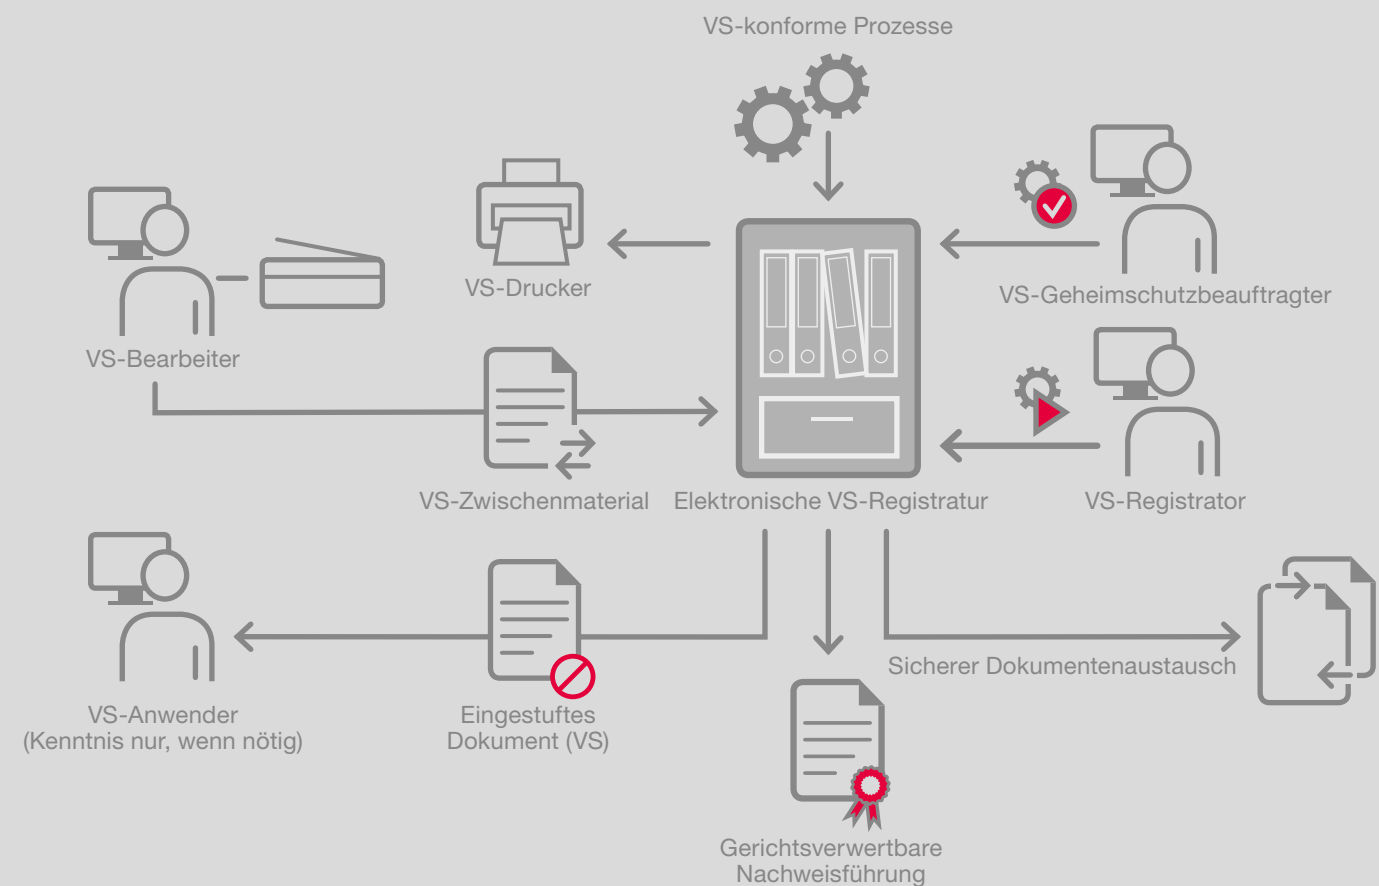 VS-konforme Prozesse
VS-Drucker
VS-Geheimschutzbeauftragter
VS-Bearbeiter
VS-Zwischenmaterial
Elektronische VS-Registratur
VS-Registrator
Sicherer Dokumentenaustausch
VS-Anwender
(Kenntnis nur, wenn nötig)
Eingestuftes
Dokument (VS)
Gerichtsverwertbare
Nachweisführung